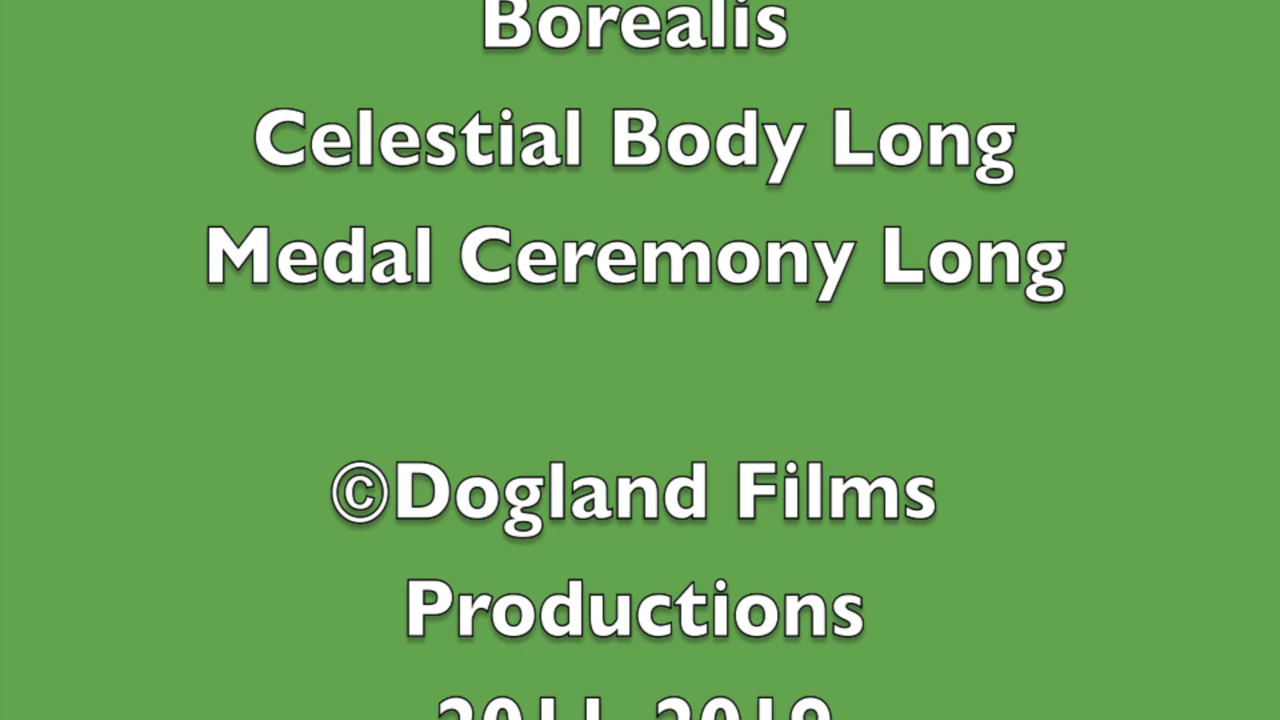 Borealis
Celestial Body Long
Medal Ceremony Long
©Dogland Films
Productions